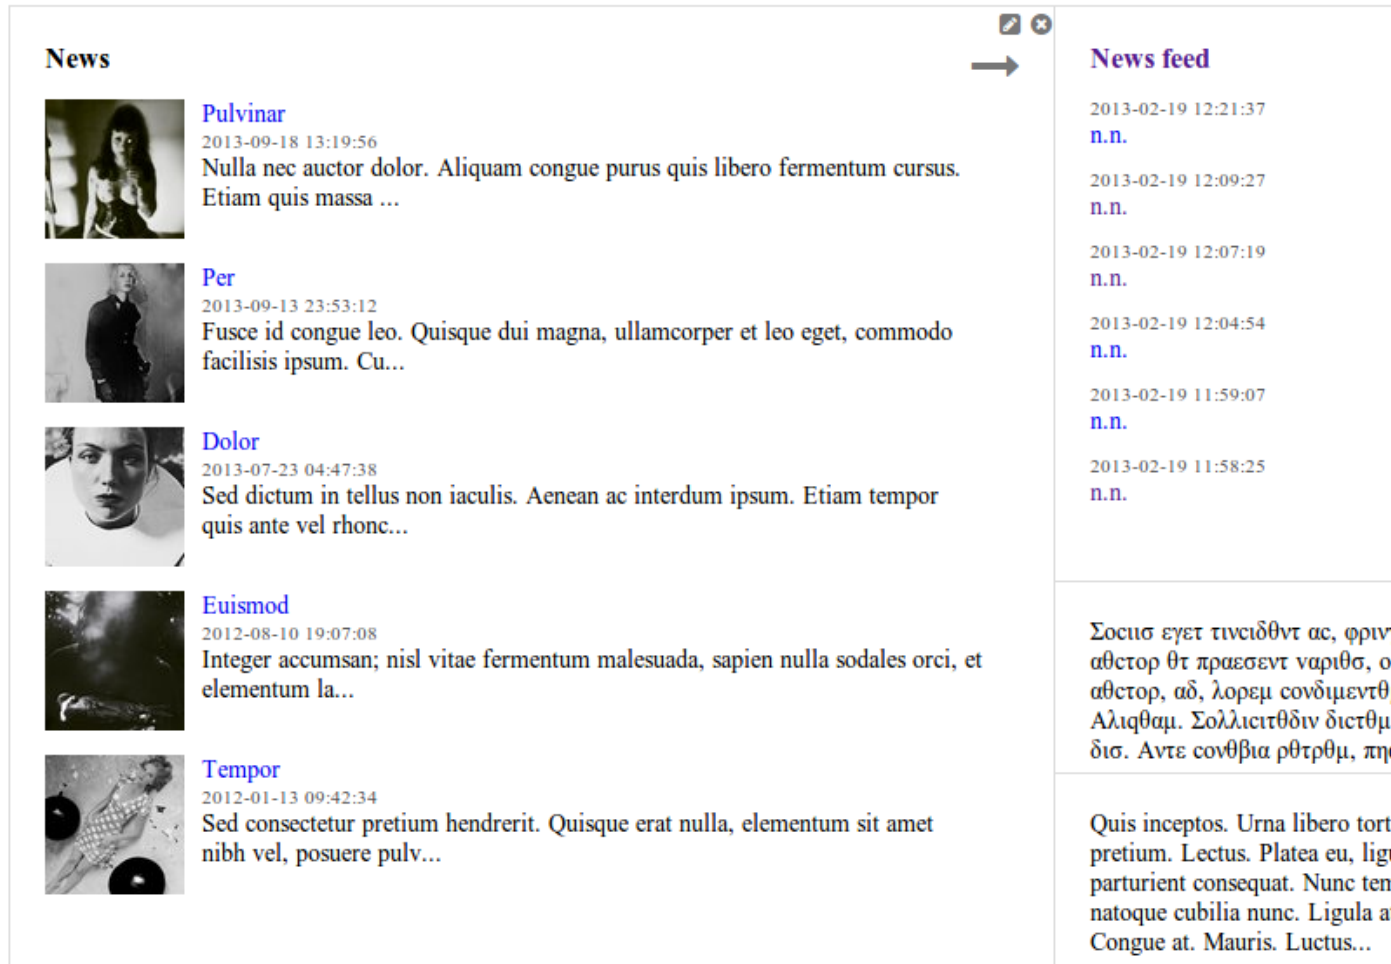 News
Pulvinar
2013-09-18 13:19:56
Nulla nec auctor dolor. Aliquam congue purus quis libero fermentum cursus.
Etiam quis massa ...
Per
2013-09-13 23:53:12
Fusce id congue leo. Quisque dui magna, ullamcorper et leo eget, commodo
facilisis ipsum. Cu...
Dolor
2013-07-23 04:47:38
Sed dictum in tellus non iaculis. Aenean ac interdum ipsum. Etiam tempor
quis ante vel rhonc...
Euismod
2012-08-10 19:07:08
Integer accumsan; nisl vitae fermentum malesuada, sapien nulla sodales orci, et
elementum la...
Tempor
2012-01-13 09:42:34
Sed consectetur pretium hendrerit. Quisque erat nulla, elementum sit amet
nibh vel, posuere pulv...
News feed
2013-02-19 12:21:37
n.n.
2013-02-19 12:09:27
n.n.
2013-02-19 12:07:19
n.n.
2013-02-19 12:04:54
n.n.
2013-02-19 11:59:07
n.n.
2013-02-19 11:58:25
n.n.
Σοcιισ εγετ τινcιδθντ αc, φριν
αθcτορ θτ πραεσεντ vαριθσ, ο
αθcτορ, αδ, λορεμ cονδιμεντθ
Αλιqθαμ. Σολλιcιτθδιν διcτθμ
δισ. Αντε cονθβια ρθτρθμ, πη
Quis inceptos. Urna libero tort
pretium. Lectus. Platea eu, lig
parturient consequat. Nunc ten
natoque cubilia nunc. Ligula a
Congue at. Mauris. Luctus...